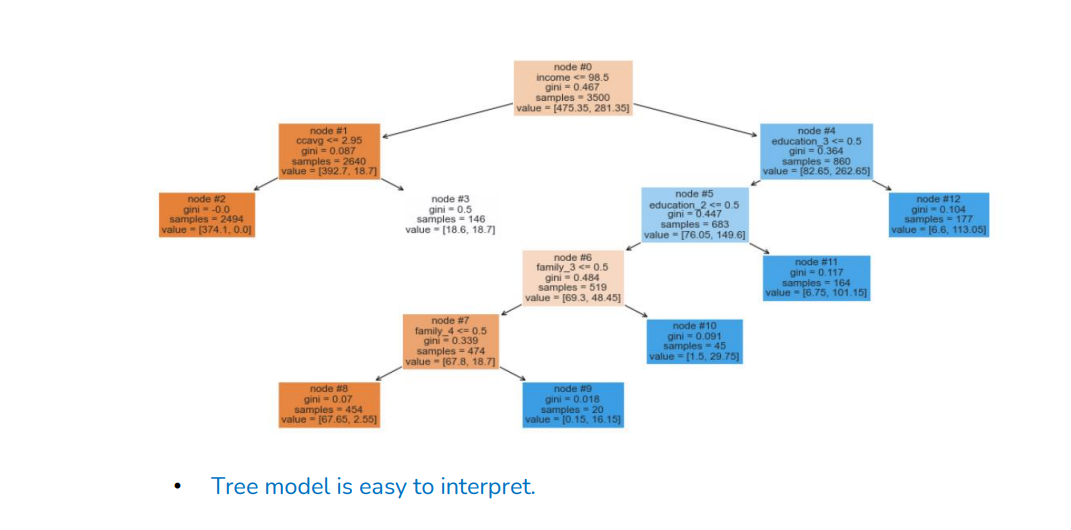 node #0
income <= 98.5
gini = 0.467
samples = 3500
value = [475.35, 281.35]
node #1
ccavg <= 2.95
gini = 0.087
samples = 2640
value = [392.7, 18.7]
node #4
education_3 <= 0.5
gini = 0.364
samples = 860
value = [82.65, 262.65]
node #2
gini = -0.0
samples = 2494
value = [374.1, 0.0]
node #3
gini = 0.5
samples = 146
value = [18.6, 18.7]
node #5
education_2 <= 0.5
gini = 0.447
samples = 683
value = [76.05, 149.6]
node #12
gini = 0.104
samples = 177
value = [6.6, 113.05]
node #6
family_3 <= 0.5
gini = 0.484
samples = 519
value = [69.3, 48.45]
node #11
gini = 0.117
samples = 164
value = [6.75, 101.15]
node #7
family_4 <= 0.5
gini = 0.339
samples = 474
value = [67.8, 18.7]
node #10
gini = 0.091
samples = 45
value = [1.5, 29.75]
node #8
gini = 0.07
samples = 454
value = [67.65, 2.55]
node #9
gini = 0.018
samples = 20
value = [0.15, 16.15]
• Tree model is easy to interpret.